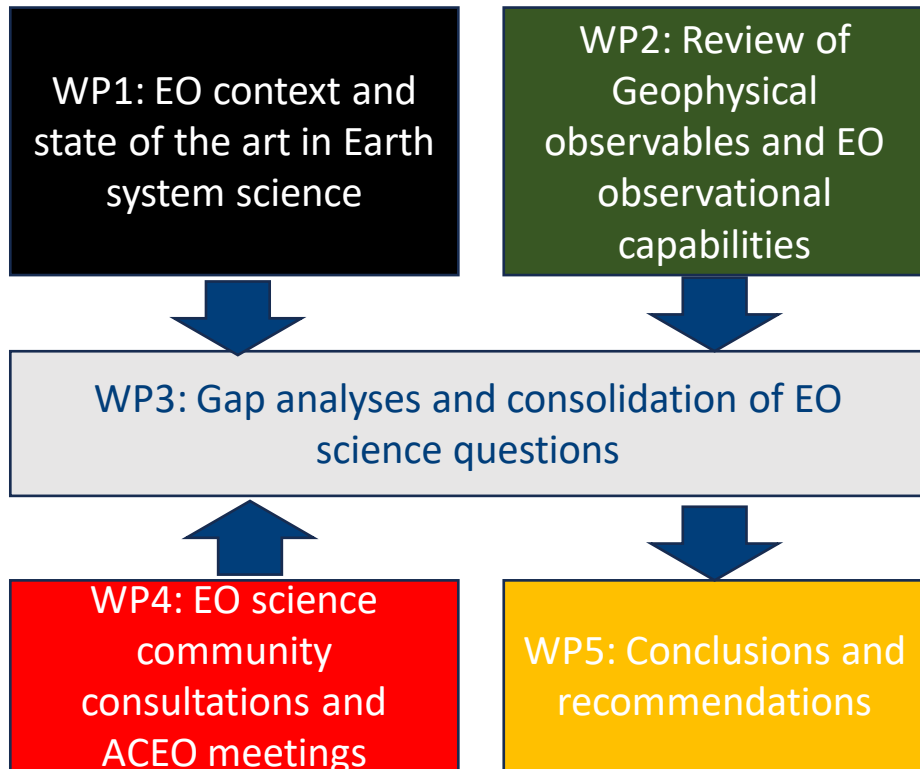 WP1: EO context and
state of the art in Earth
system science
WP2: Review of
Geophysical
observables and EO
observational
capabilities
WP3: Gap analyses and consolidation of EO
science questions
WP4: EO science
community
consultations and
ACEO meetings
WP5: Conclusions and
recommendations